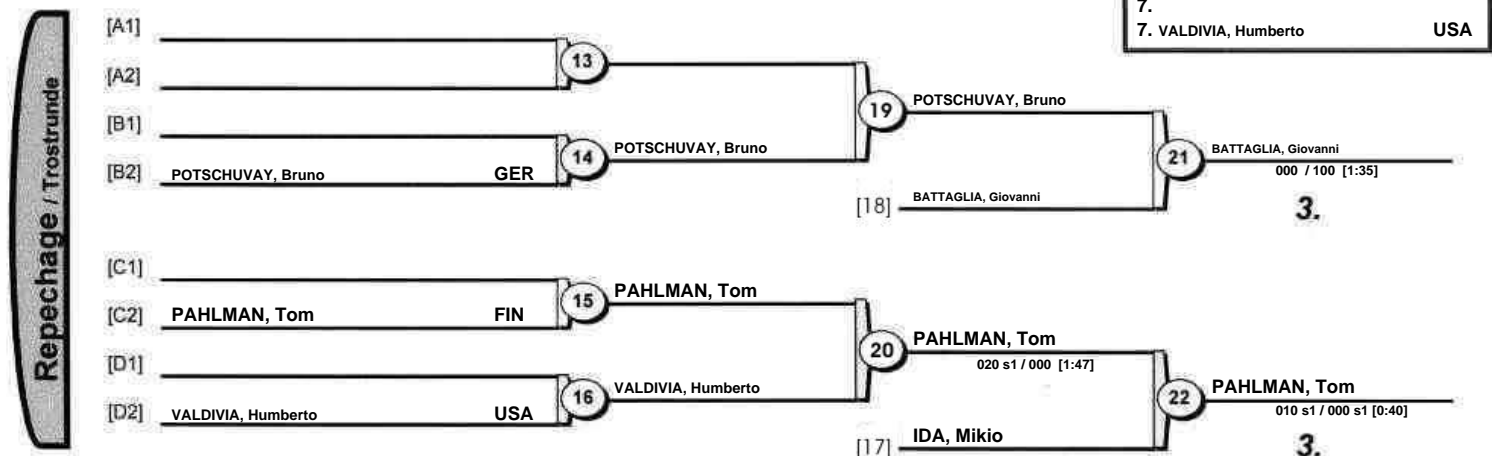 7.
7. VALDIVIA, Humberto USA
Repechage / Trostrunde
[A1]
13
[A2]
[B1]
19 POTSCHUVAY, Bruno
14 POTSCHUVAY, Bruno
[B2] POTSCHUVAY, Bruno GER
21 BATTAGLIA, Giovanni
000 / 100 [1:35]
[18] BATTAGLIA, Giovanni
3.
[C1]
15 PAHLMAN, Tom
[C2] PAHLMAN, Tom FIN
20 PAHLMAN, Tom
020 s1 / 000 [1:47]
[D1]
16 VALDIVIA, Humberto
[D2] VALDIVIA, Humberto USA
22 PAHLMAN, Tom
010 s1 / 000 s1 [0:40]
[17] IDA, Mikio
3.